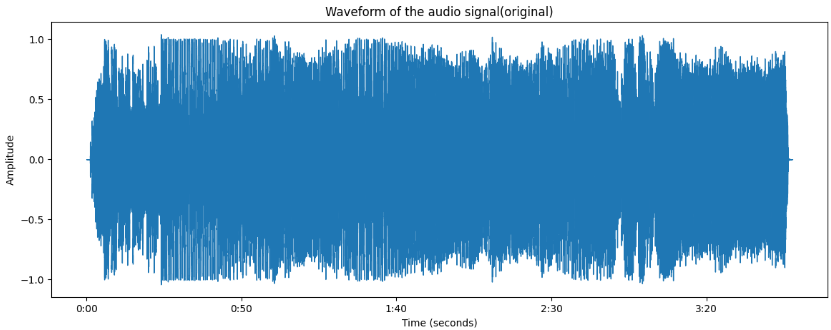 Waveform of the audio signal(original)
1.0
0.5
0.0
−0.5
−1.0
Amplitude
0:00 0:50 1:40 2:30 3:20
Time (seconds)